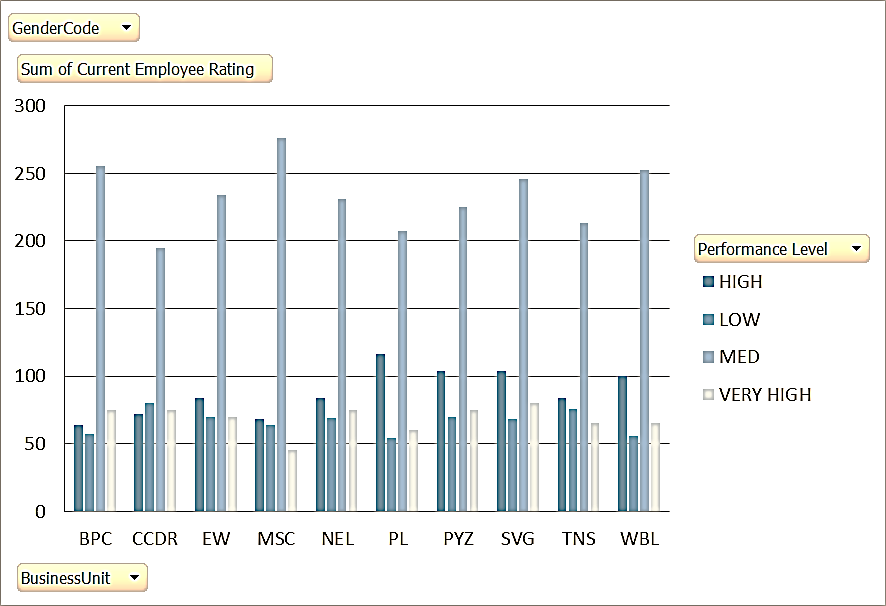 GenderCode
Sum of Current Employee Rating
300
250
200
150
100
50
0
BPC CCDR EW MSC NEL PL PYZ SVG TNS WBL
Performance Level
HIGH
LOW
MED
VERY HIGH
BusinessUnit